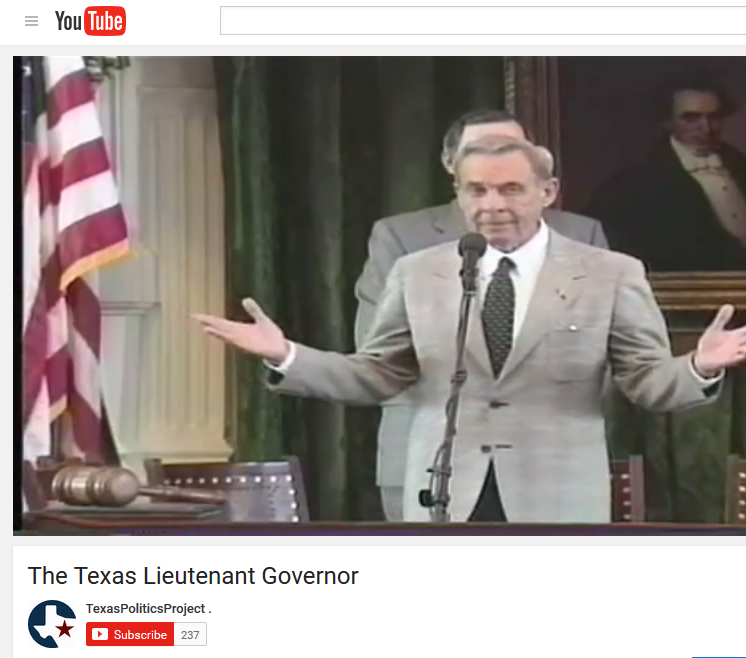 YouTube
The Texas Lieutenant Governor
TexasPoliticsProject .
Subscribe 237